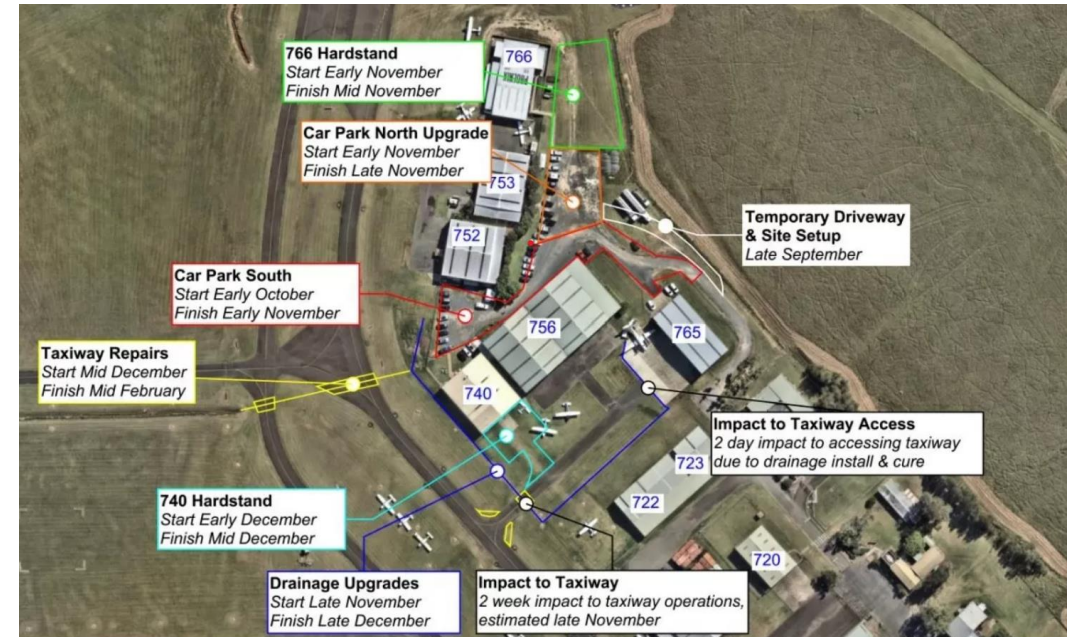 766 Hardstand
Start Early November
Finish Mid November
766
Car Park North Upgrade
Start Early November
Finish Late November
753
752
Temporary Driveway
& Site Setup
Late September
Car Park South
Start Early October
Finish Early November
756
765
Taxiway Repairs
Start Mid December
Finish Mid February
740
Impact to Taxiway Access
2 day impact to accessing taxiway
due to drainage install & cure
723
722
740 Hardstand
Start Early December
Finish Mid December
720
Drainage Upgrades
Start Late November
Finish Late December
Impact to Taxiway
2 week impact to taxiway operations,
estimated late November